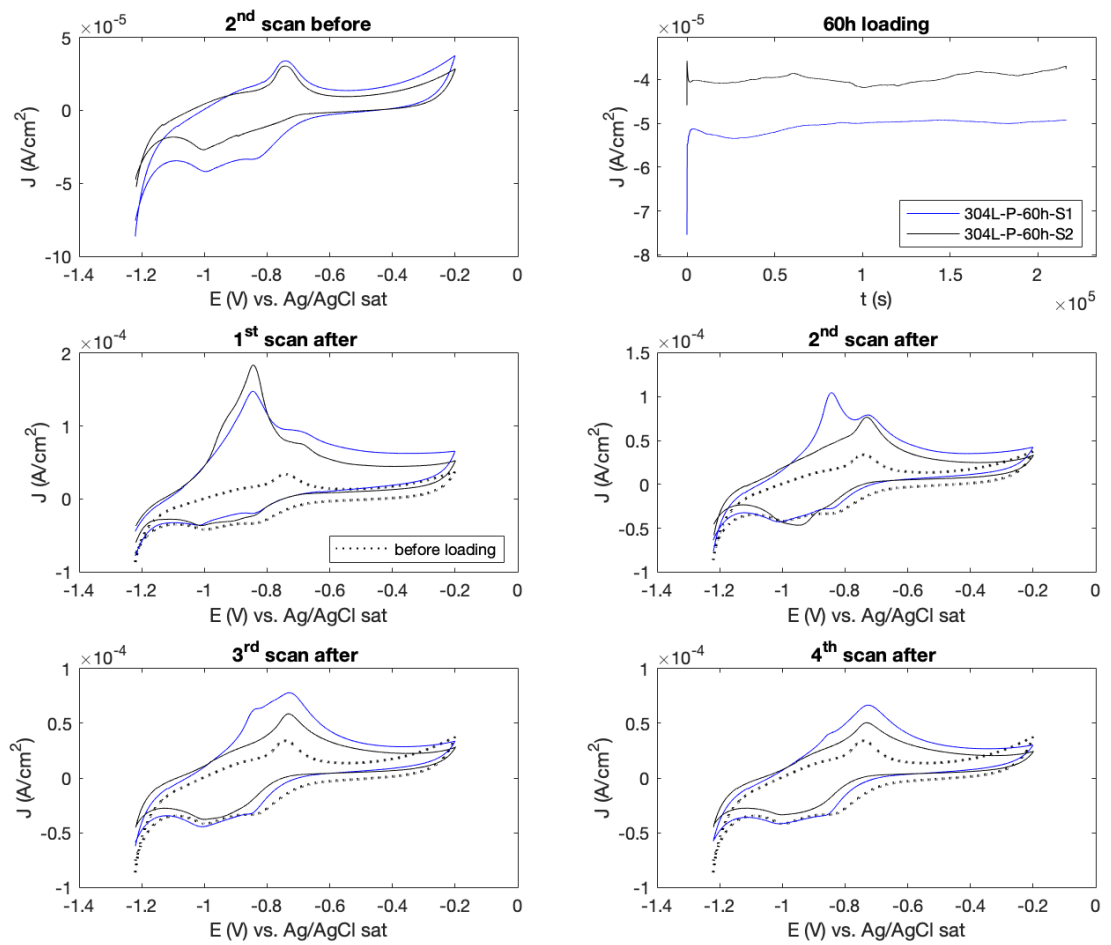 2nd scan before
×10-5
5
0
-5
-10
J (A/cm2)
-1.4 -1.2 -1 -0.8 -0.6 -0.4 -0.2 0
E (V) vs. Ag/AgCl sat
60h loading
×10-5
-4
-5
-6
-7
-8
J (A/cm2)
304L-P-60h-S1
304L-P-60h-S2
0 0.5 1 1.5 2
t (s)
×105
1st scan after
×10-4
2
1
0
-1
J (A/cm2)
before loading
-1.4 -1.2 -1 -0.8 -0.6 -0.4 -0.2 0
E (V) vs. Ag/AgCl sat
2nd scan after
×10-4
1.5
1
0.5
0
-0.5
-1
J (A/cm2)
-1.4 -1.2 -1 -0.8 -0.6 -0.4 -0.2 0
E (V) vs. Ag/AgCl sat
3rd scan after
×10-4
1
0.5
0
-0.5
-1
J (A/cm2)
-1.4 -1.2 -1 -0.8 -0.6 -0.4 -0.2 0
E (V) vs. Ag/AgCl sat
4th scan after
×10-4
1
0.5
0
-0.5
-1
J (A/cm2)
-1.4 -1.2 -1 -0.8 -0.6 -0.4 -0.2 0
E (V) vs. Ag/AgCl sat